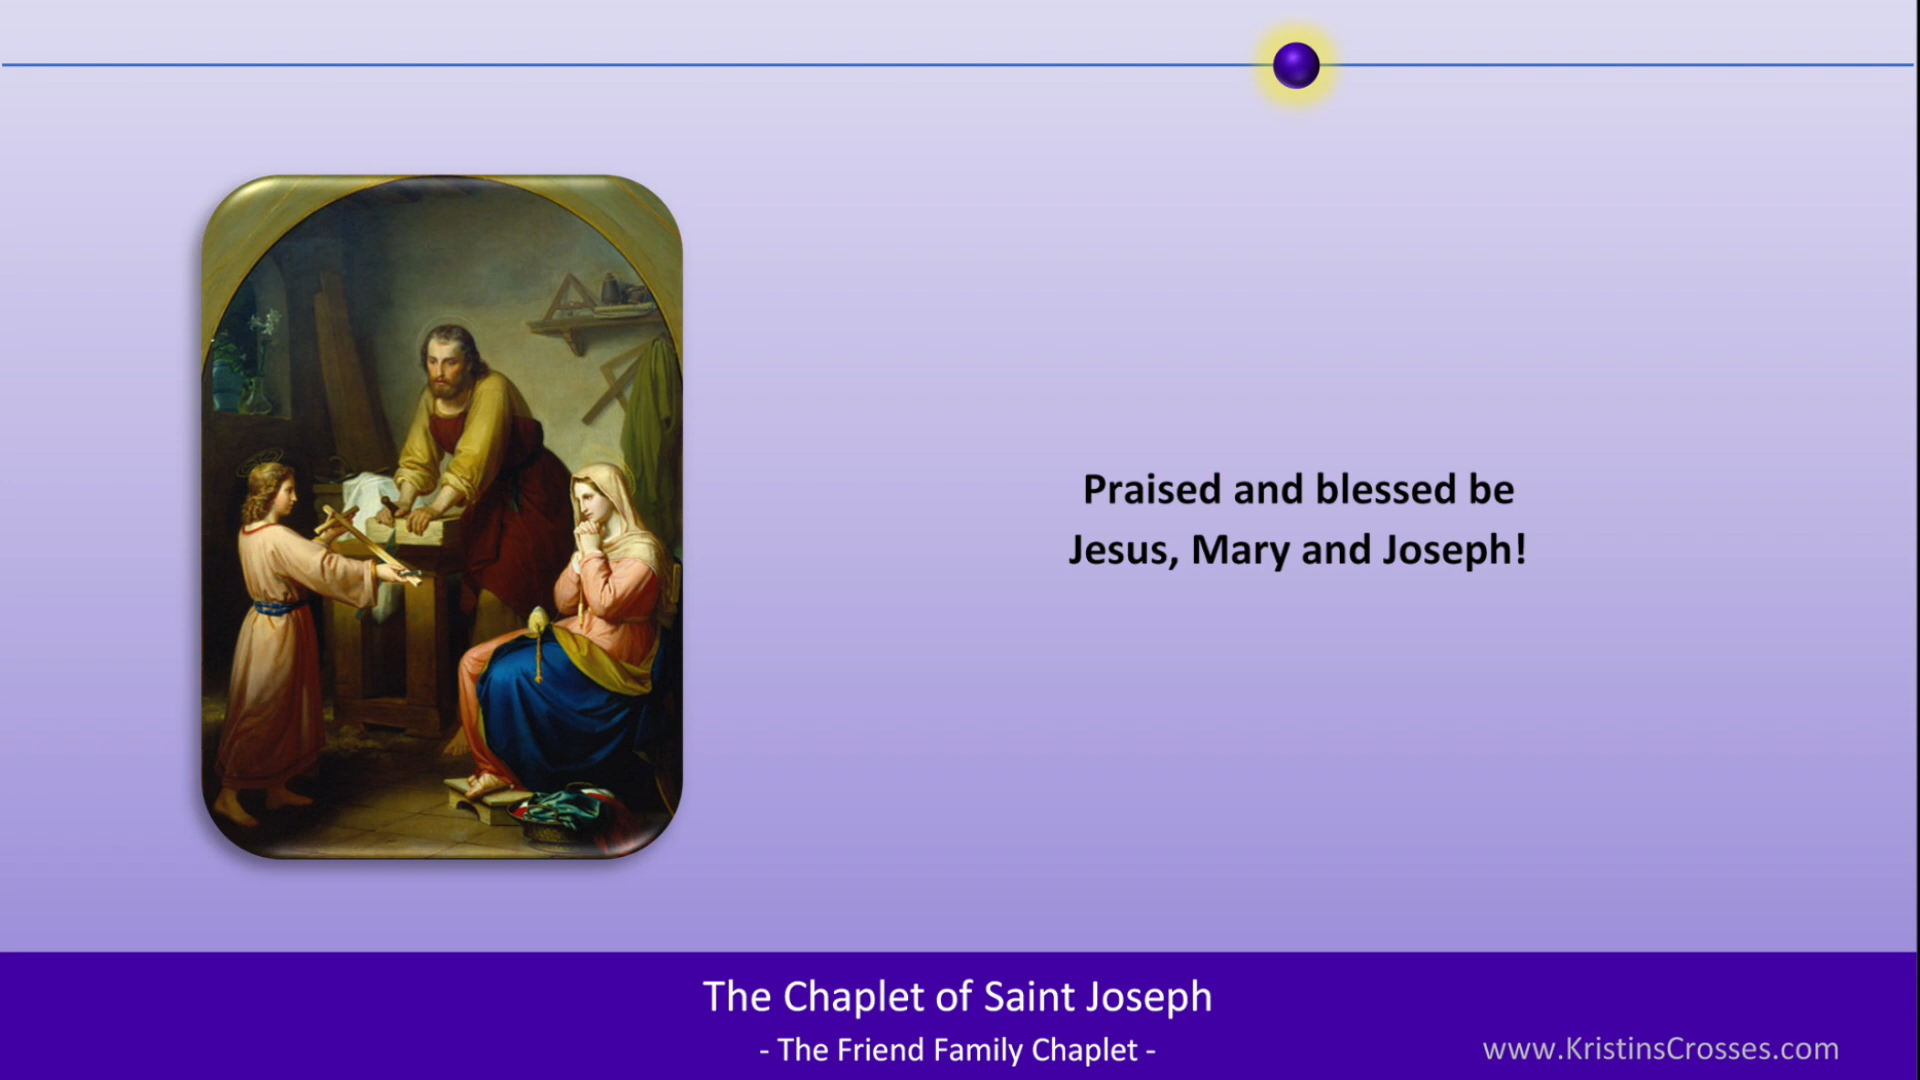 Praised and blessed be
Jesus, Mary and Joseph!
The Chaplet of Saint Joseph
- The Friend Family Chaplet -
www.KristinsCrosses.com